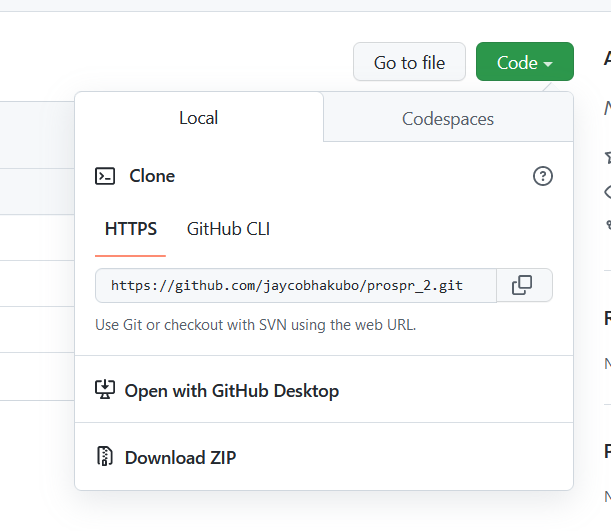 Go to file
Code
Local
Codespaces
Clone
HTTPS
GitHub CLI
https://github.com/jaycobhakubo/prospr_2.git
Use Git or checkout with SVN using the web URL.
Open with GitHub Desktop
Download ZIP